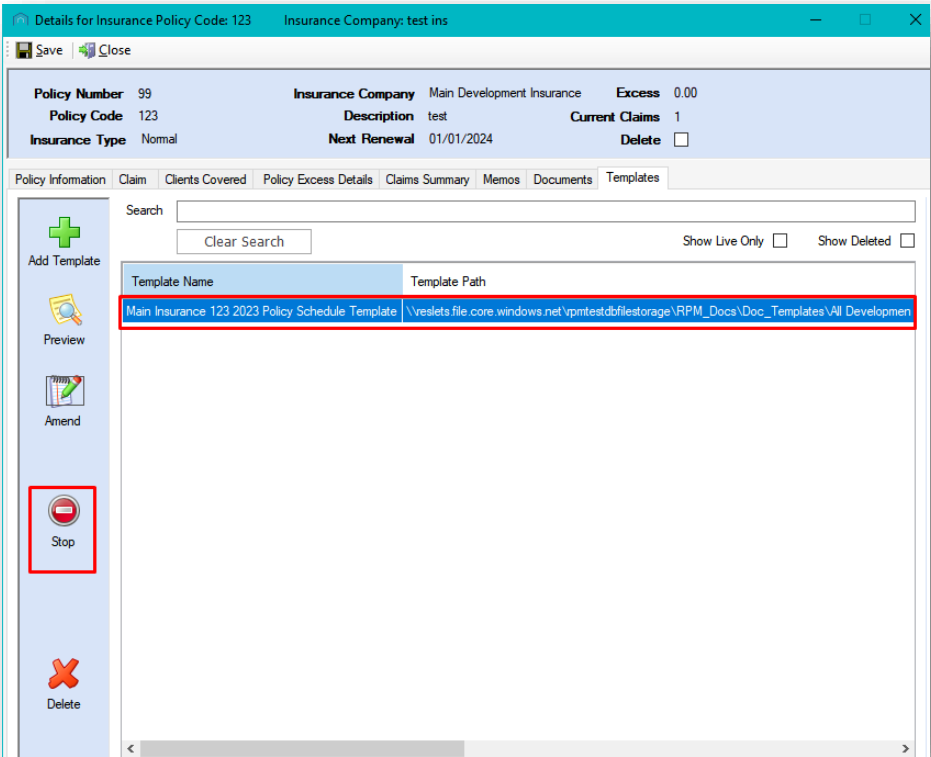 Details for Insurance Policy Code: 123 Insurance Company: test ins
Save Close
Policy Number 99 Insurance Company Main Development Insurance Excess 0.00
Policy Code 123 Description test Current Claims 1
Insurance Type Normal Next Renewal 01/01/2024 Delete
Policy Information Claim Clients Covered Policy Excess Details Claims Summary Memos Documents Templates
Search
Clear Search Show Live Only Show Deleted
Add Template
Template Name Template Path
Main Insurance 123 2023 Policy Schedule Template \\reslets.file.core.windows.net\rpmtestdbfilestorage\RPM_Docs\Doc_Templates\All Developmen
Preview
Amend
Stop
Delete